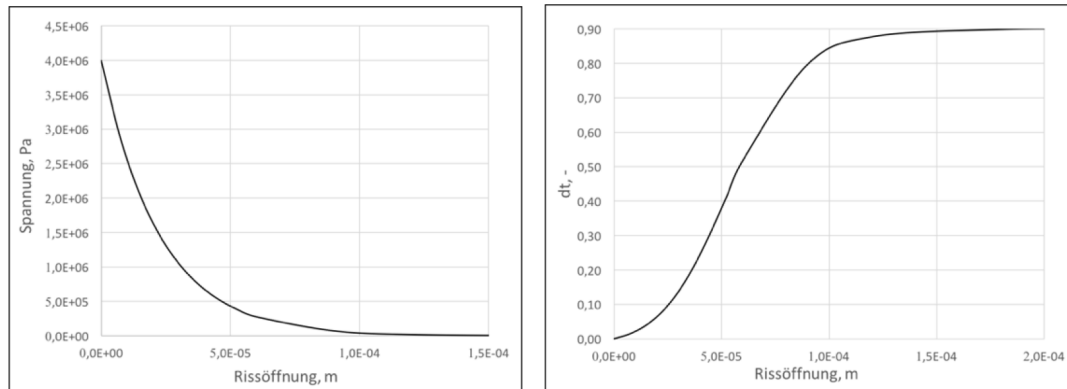 4,5E+06
4,0E+06
3,5E+06
3,0E+06
2,5E+06
2,0E+06
1,5E+06
1,0E+06
5,0E+05
0,0E+00
Spannung, Pa
0,0E+00 5,0E-05 1,0E-04 1,5E-04
Rissöffnung, m
0,90
0,80
0,70
0,60
0,50
0,40
0,30
0,20
0,10
0,00
dt, -
0,0E+00 5,0E-05 1,0E-04 1,5E-04 2,0E-04
Rissöffnung, m